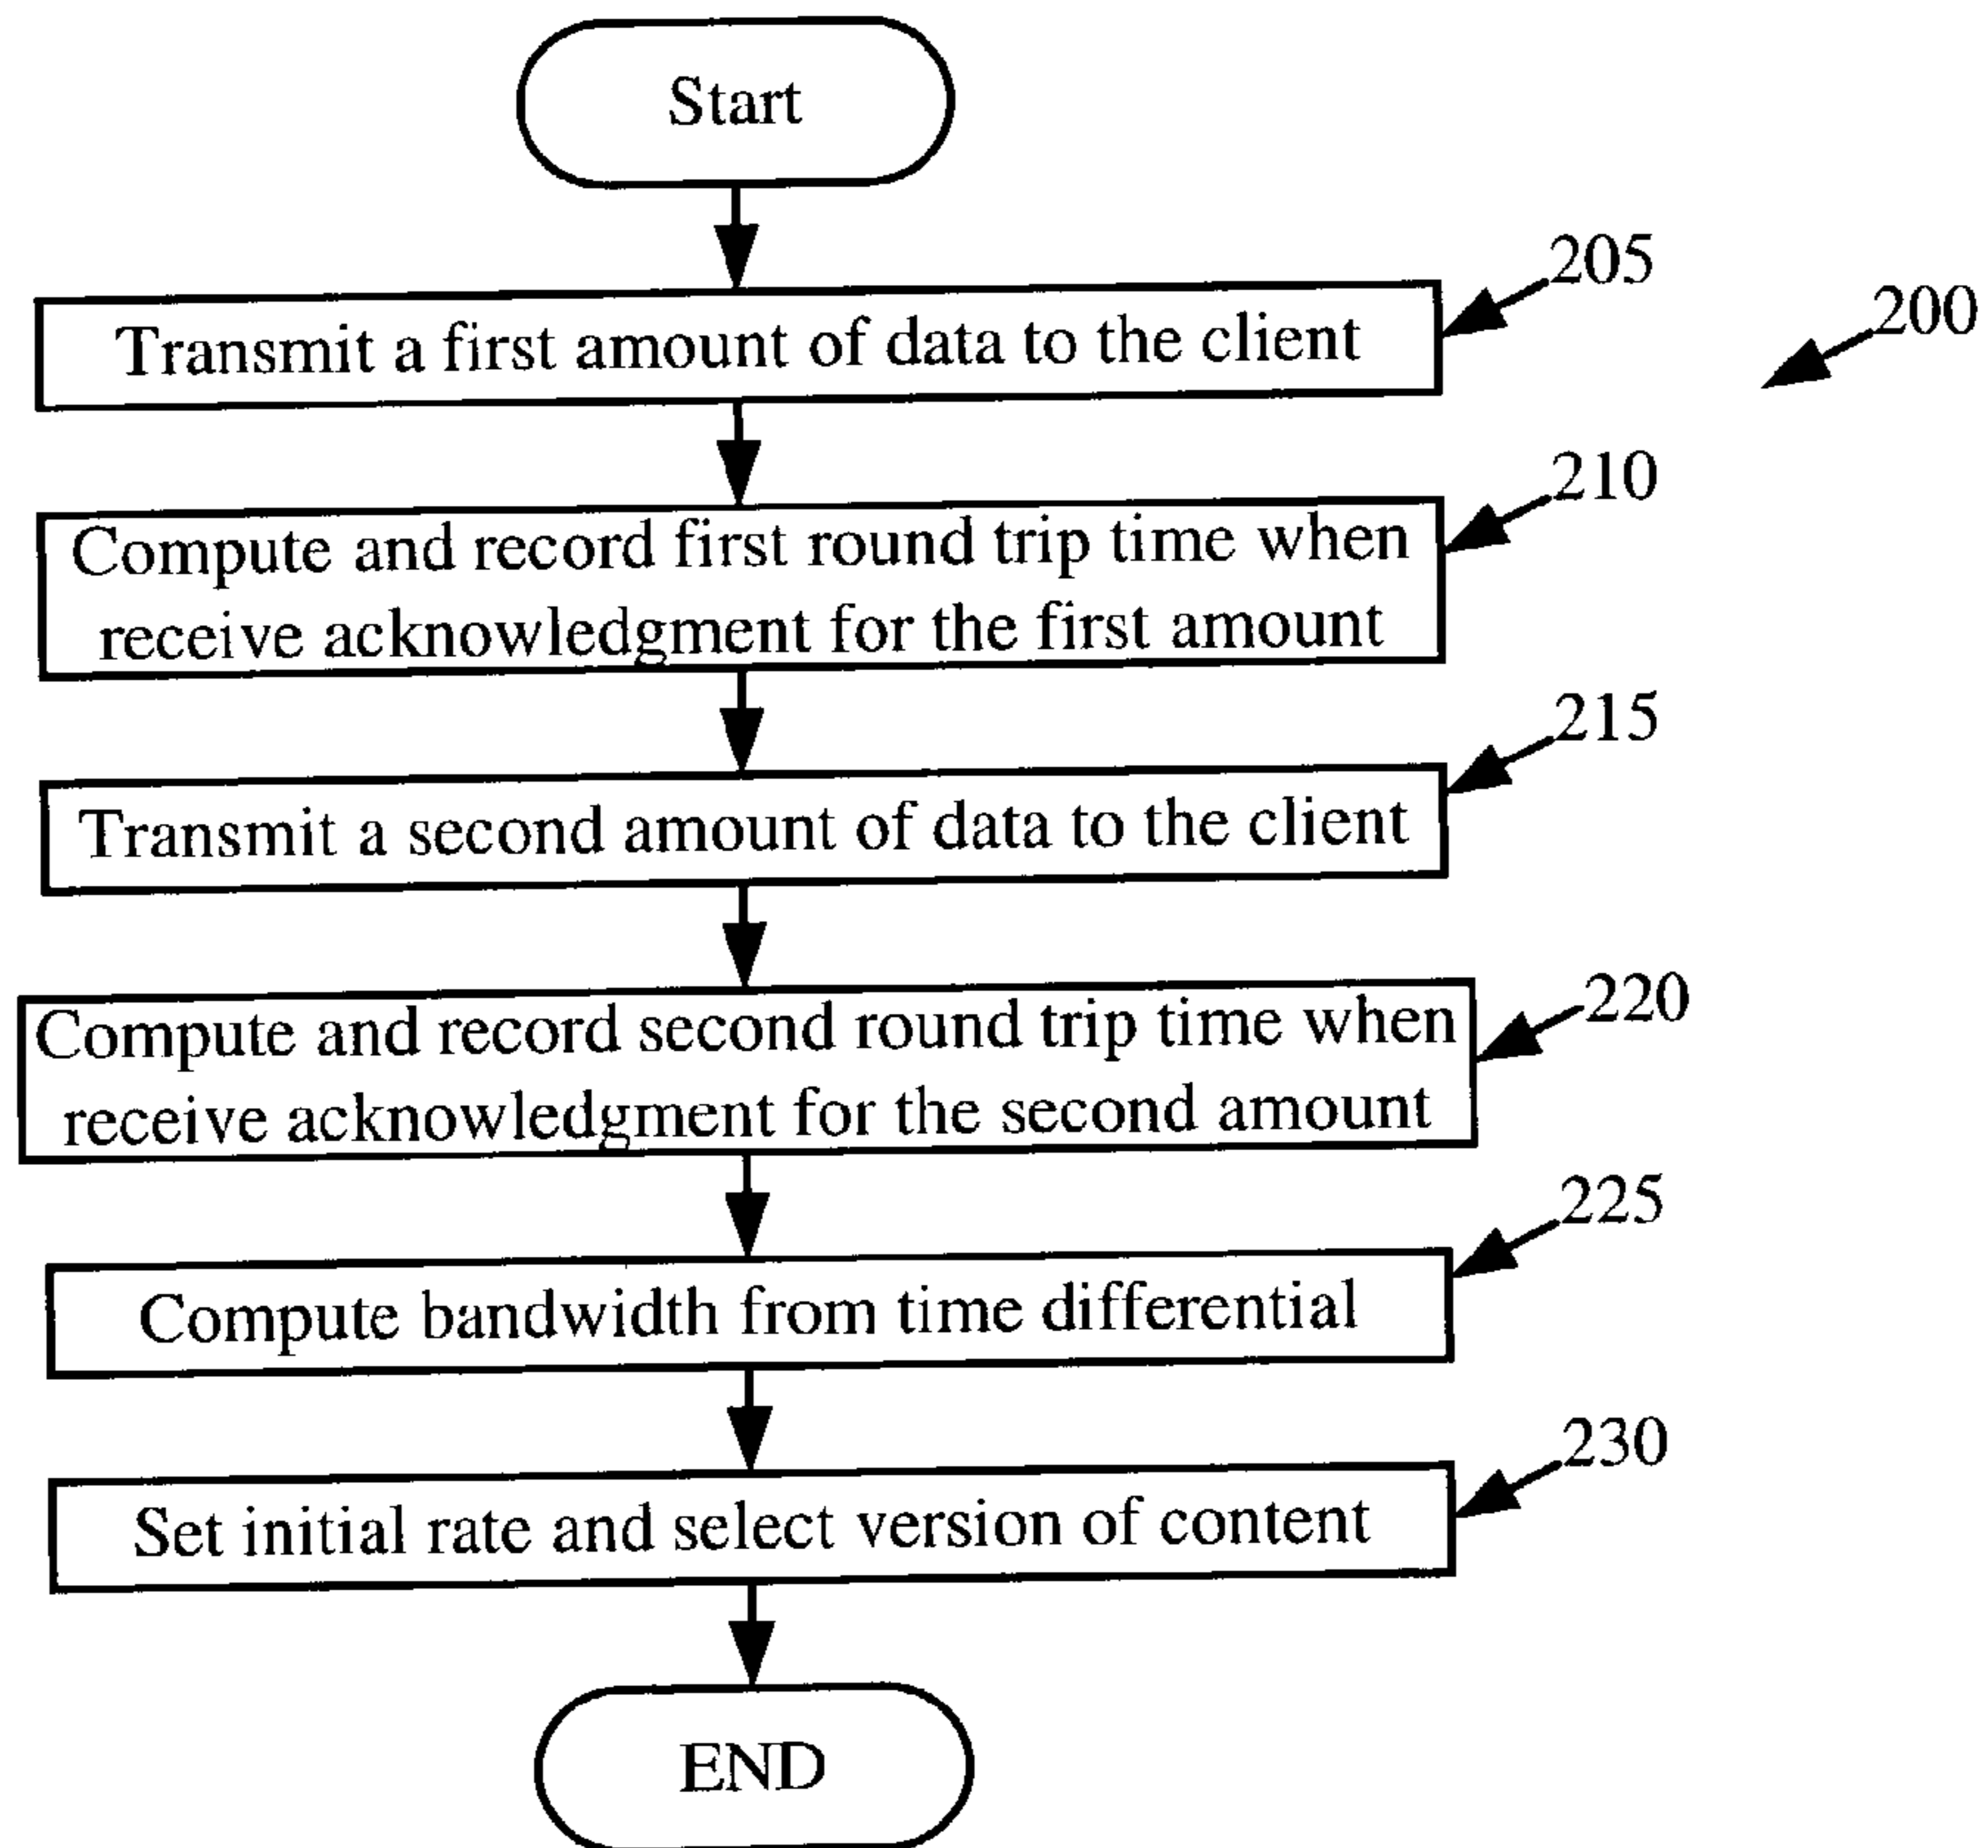 Start
205
200
Transmit a first amount of data to the client
210
Compute and record first round trip time when
receive acknowledgment for the first amount
215
Transmit a second amount of data to the client
220
Compute and record second round trip time when
receive acknowledgment for the second amount
225
Compute bandwidth from time differential
230
Set initial rate and select version of content
END